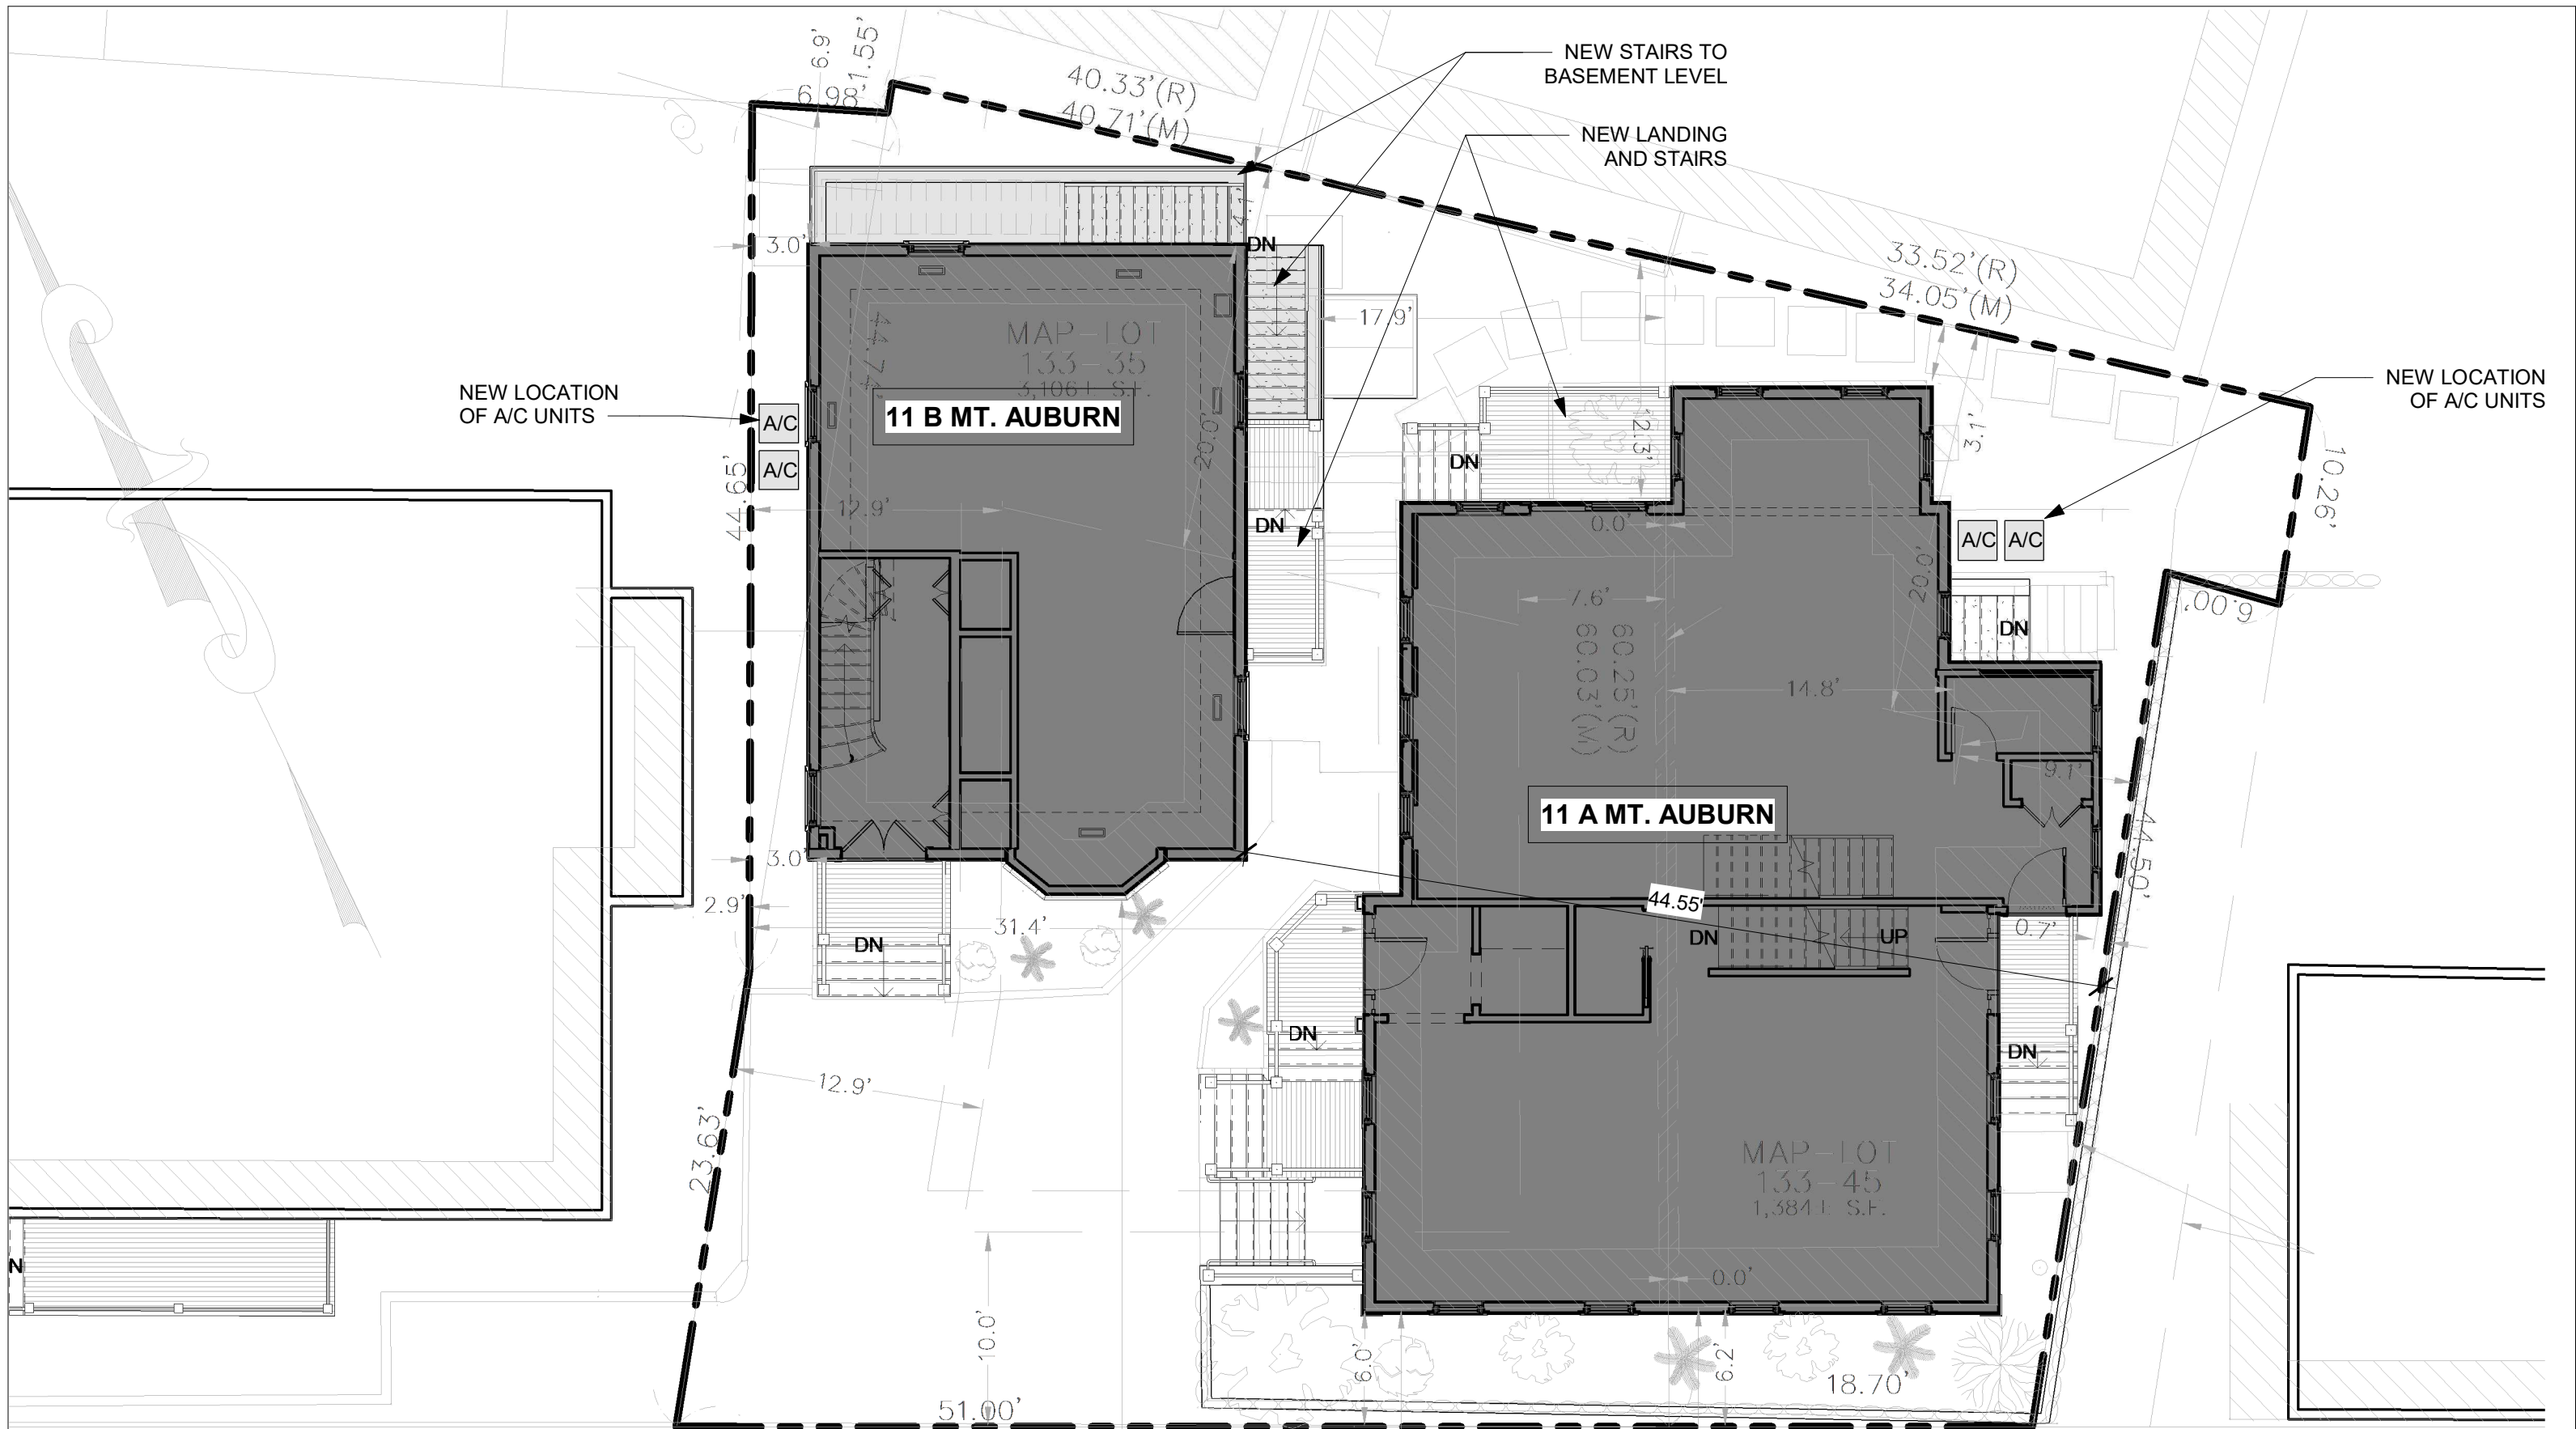 6.9'
1.55'
6.98'
40.33'(R)
40.71'(M)
NEW STAIRS TO
BASEMENT LEVEL
NEW LANDING
AND STAIRS
33.52'(R)
34.05'(M)
3.0'
DN
17.9'
MAP-LOT
133-35
44.74'
11 B MT. AUBURN
NEW LOCATION
OF A/C UNITS
A/C
A/C
44.65'
12.9'
20.0'
DN
DN
12.3'
3.1'
NEW LOCATION
OF A/C UNITS
10.26'
A/C
A/C
6.00'
DN
0.0'
7.6'
60.25'(R)
60.03'(M)
20.0'
14.8'
9.1'
11 A MT. AUBURN
44.50'
3.0'
2.9'
31.4'
44.55'
DN
DN
UP
0.7'
DN
DN
12.9'
23.63'
MAP-LOT
133-45
0.0'
N
10.0'
6.0'
6.2'
18.70'
51.00'